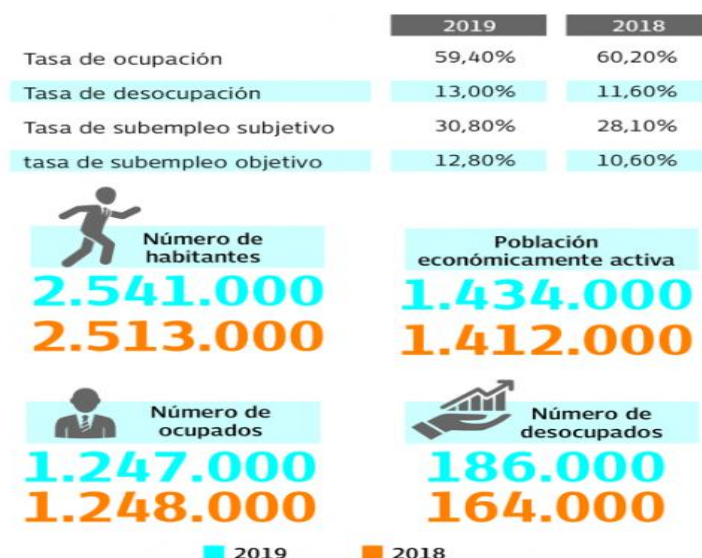 2019 2018
Tasa de ocupación 59,40% 60,20%
Tasa de desocupación 13,00% 11,60%
Tasa de subempleo subjetivo 30,80% 28,10%
tasa de subempleo objetivo 12,80% 10,60%
Número de
habitantes
2.541.000
2.513.000
Población
económicamente activa
1.434.000
1.412.000
Número de
ocupados
1.247.000
1.248.000
Número de
desocupados
186.000
164.000
2019 2018